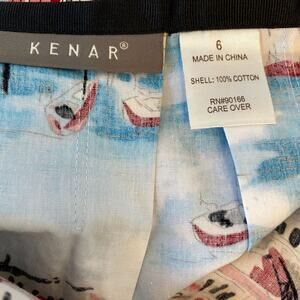 KENAR®
6
MADE IN CHINA
SHELL: 100% COTTON
RN#90166
CARE OVER